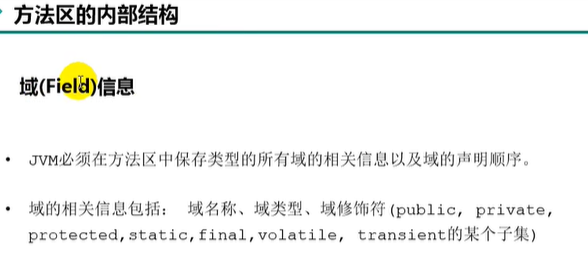 方法区的内部结构
域(Field)信息
• JVM必须在方法区中保存类型的所有域的相关信息以及域的声明顺序。
• 域的相关信息包括： 域名称、域类型、域修饰符(public, private,
protected,static,final,volatile, transient的某个子集)